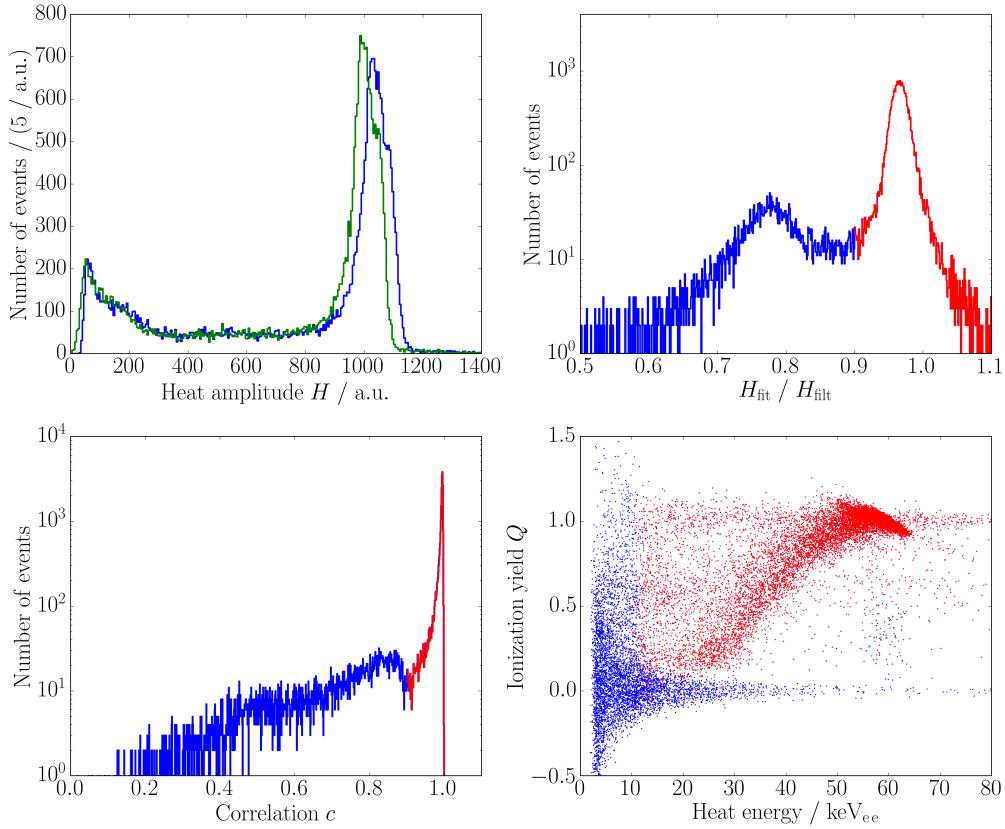 800
700
600
500
400
300
200
100
0
Number of events / (5 / a.u.)
0 200 400 600 800 1000 1200 1400
Heat amplitude H / a.u.
10³
10²
10¹
10⁰
Number of events
0.5 0.6 0.7 0.8 0.9 1.0 1.1
H_fit / H_filt
10⁴
10³
10²
10¹
10⁰
Number of events
0.0 0.2 0.4 0.6 0.8 1.0
Correlation c
1.5
1.0
0.5
0.0
−0.5
Ionization yield Q
0 10 20 30 40 50 60 70 80
Heat energy / keV_ee